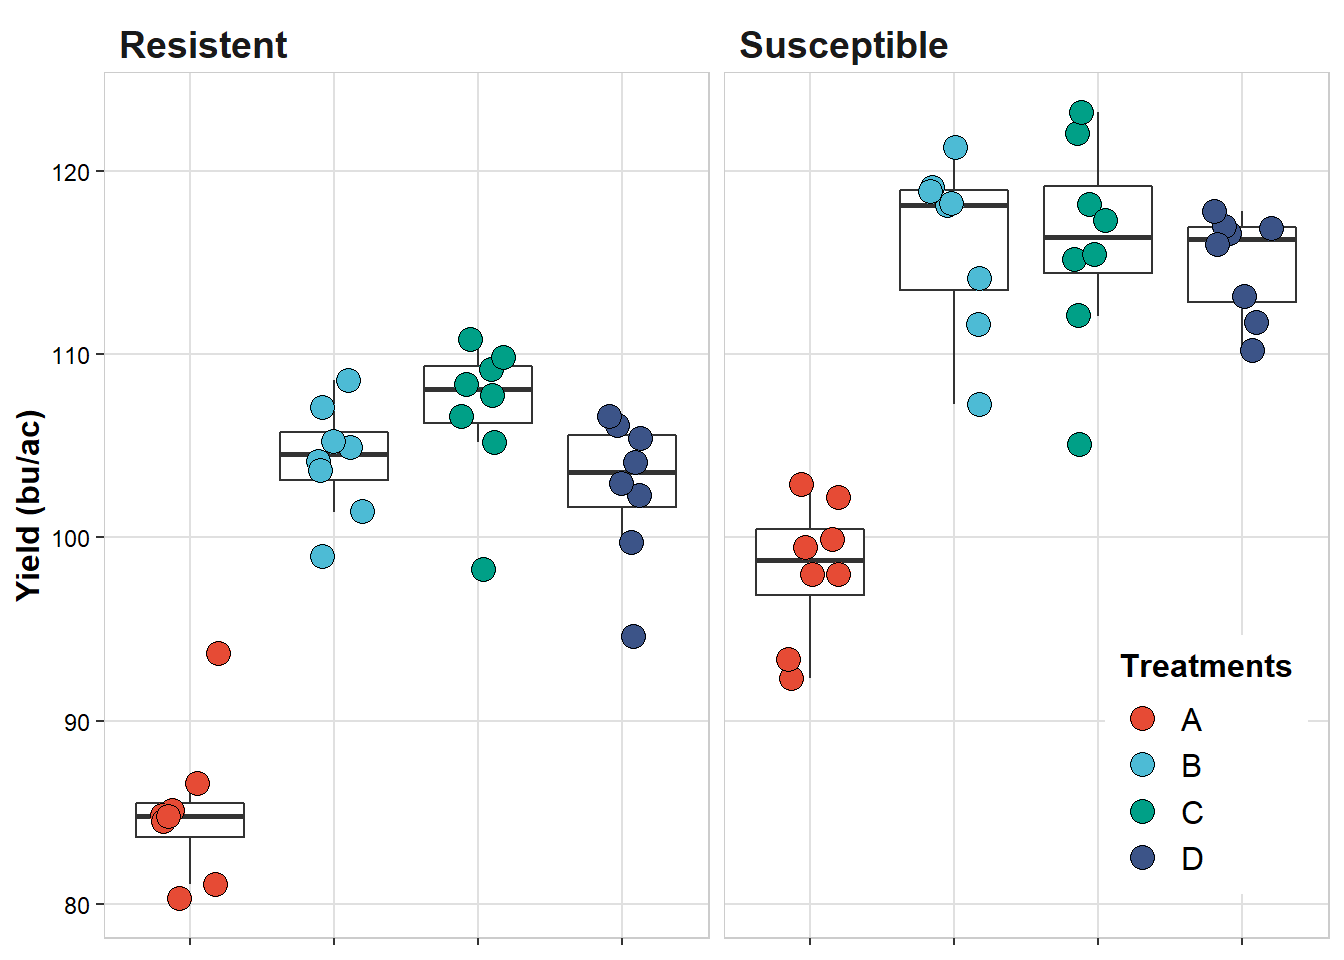 Resistent
Susceptible
Yield (bu/ac)
120
110
100
90
80
Treatments
A
B
C
D